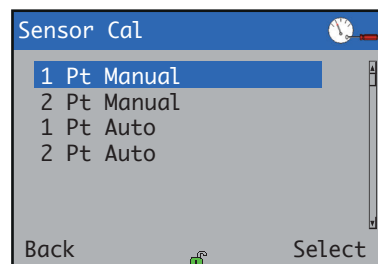 Sensor Cal
1 Pt Manual
2 Pt Manual
1 Pt Auto
2 Pt Auto
Back Select